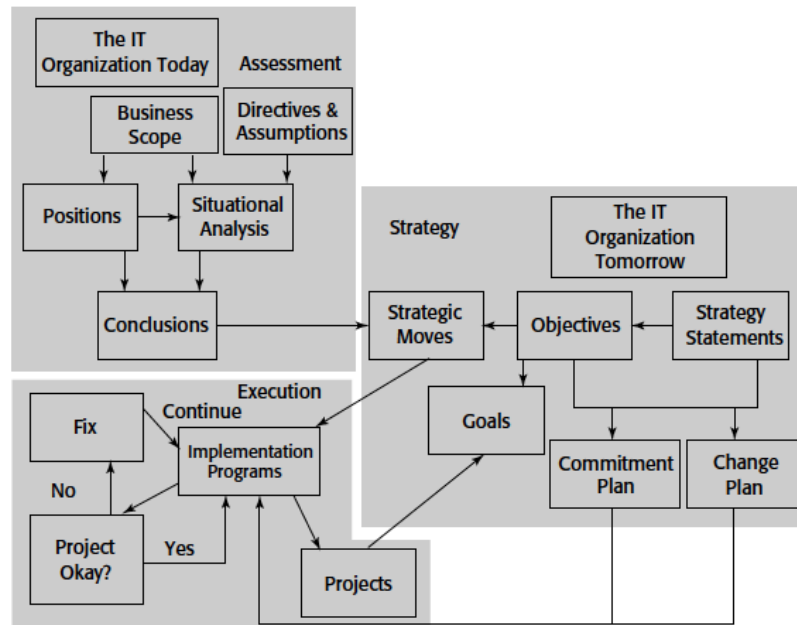 The IT
Organization Today
Assessment
Business
Scope
Directives &
Assumptions
Positions
Situational
Analysis
Conclusions
Strategy
The IT
Organization
Tomorrow
Strategic
Moves
Objectives
Strategy
Statements
Goals
Commitment
Plan
Change
Plan
Execution
Continue
Fix
Implementation
Programs
No
Project
Okay?
Yes
Projects